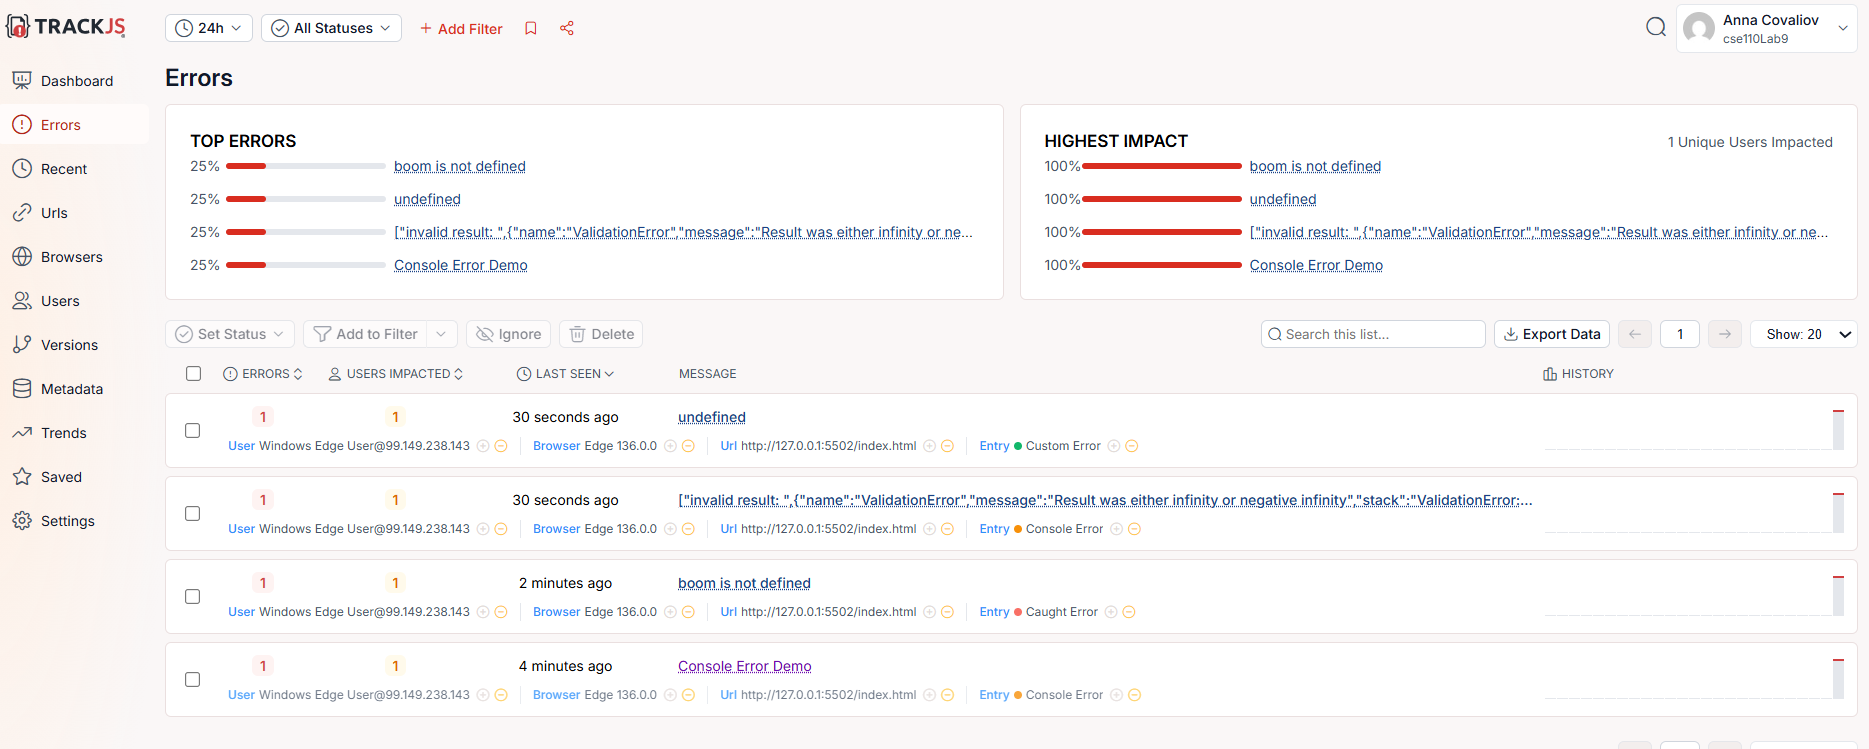 TRACKJS
24h
All Statuses
+ Add Filter
Anna Covaliov
cse110Lab9
Dashboard
Errors
Recent
Urls
Browsers
Users
Versions
Metadata
Trends
Saved
Settings
Errors
TOP ERRORS
25% boom is not defined
25% undefined
25% ["invalid result: ",{"name":"ValidationError","message":"Result was either infinity or ne...
25% Console Error Demo
HIGHEST IMPACT
1 Unique Users Impacted
100% boom is not defined
100% undefined
100% ["invalid result: ",{"name":"ValidationError","message":"Result was either infinity or ne...
100% Console Error Demo
Set Status Add to Filter Ignore Delete Search this list... Export Data 1 Show: 20
ERRORS USERS IMPACTED LAST SEEN MESSAGE HISTORY
1 1 30 seconds ago undefined
User Windows Edge User@99.149.238.143 Browser Edge 136.0.0 Url http://127.0.0.1:5502/index.html Entry Custom Error
1 1 30 seconds ago ["invalid result: ",{"name":"ValidationError","message":"Result was either infinity or negative infinity","stack":"ValidationError:...
User Windows Edge User@99.149.238.143 Browser Edge 136.0.0 Url http://127.0.0.1:5502/index.html Entry Console Error
1 1 2 minutes ago boom is not defined
User Windows Edge User@99.149.238.143 Browser Edge 136.0.0 Url http://127.0.0.1:5502/index.html Entry Caught Error
1 1 4 minutes ago Console Error Demo
User Windows Edge User@99.149.238.143 Browser Edge 136.0.0 Url http://127.0.0.1:5502/index.html Entry Console Error